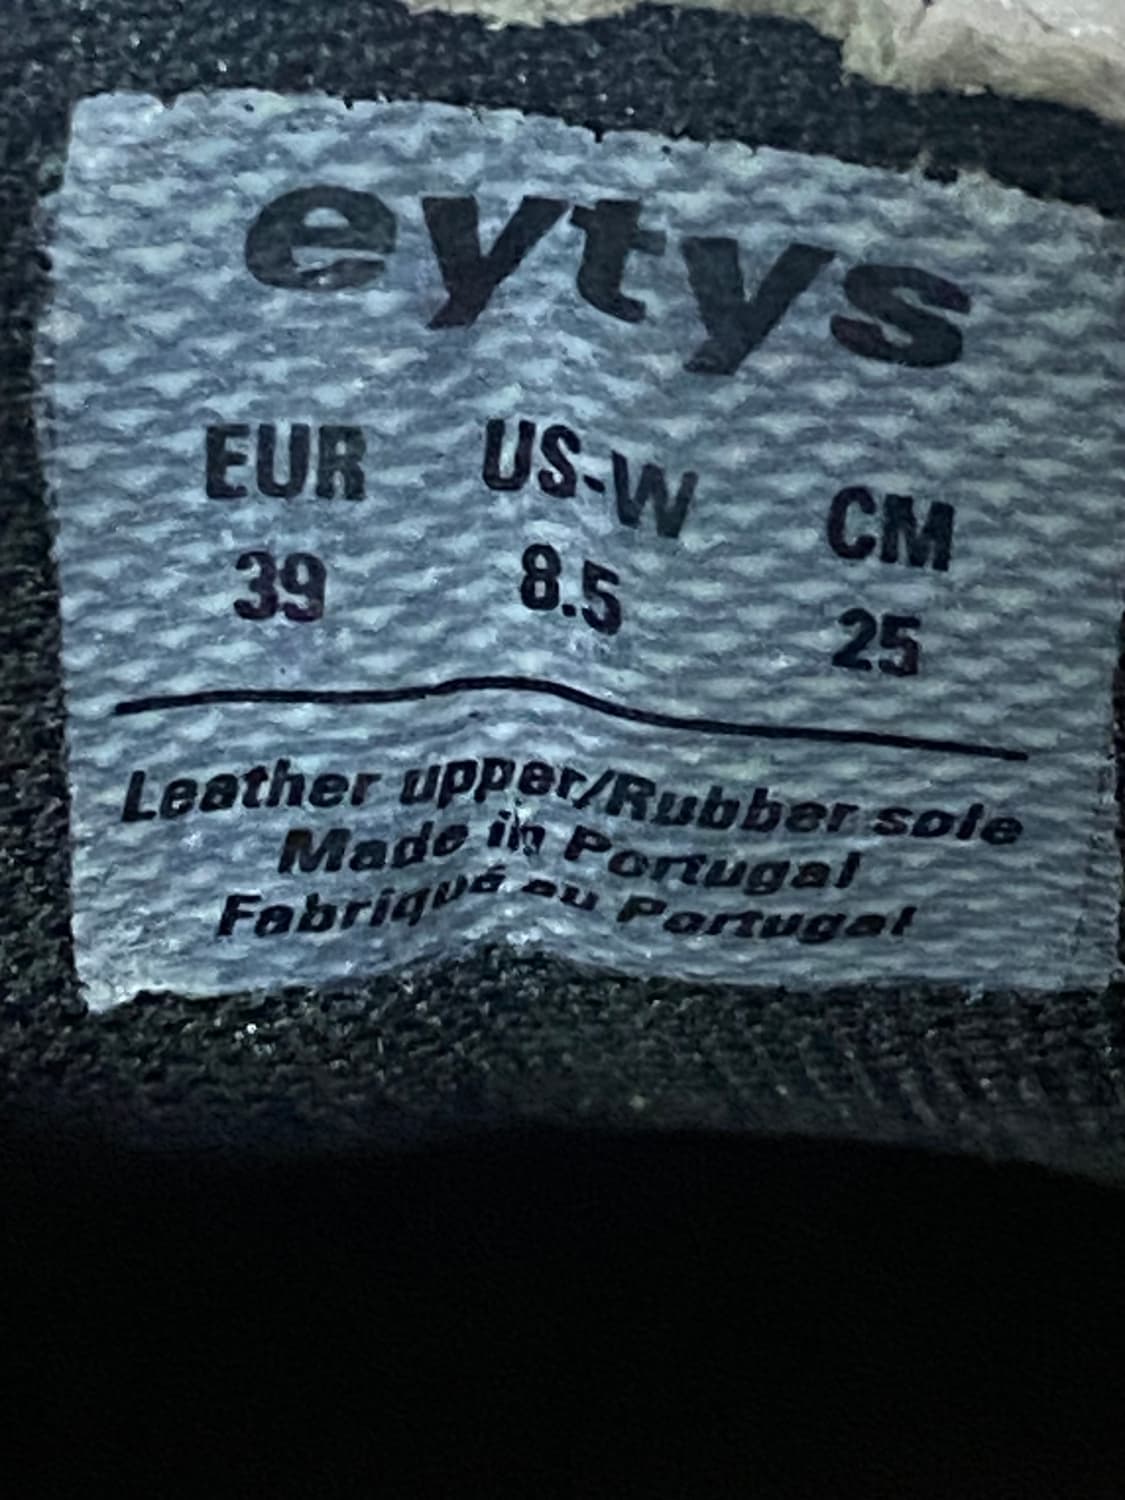 eytys
EUR US-W CM
39 8.5 25
Leather upper/Rubber sole
Made in Portugal
Fabriqué au Portugal